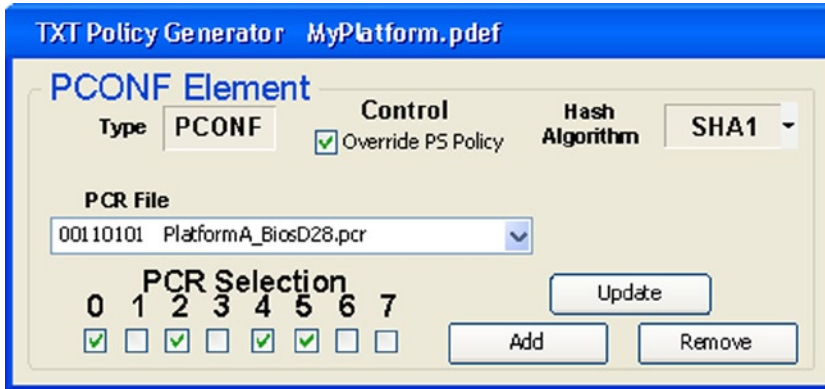 TXT Policy Generator MyPlatform.pdef
PCONF Element
Type PCONF
Control
Override PS Policy
Hash Algorithm SHA1
PCR File
00110101 PlatformA_BiosD28.pcr
PCR Selection
0 1 2 3 4 5 6 7
Update
Add Remove